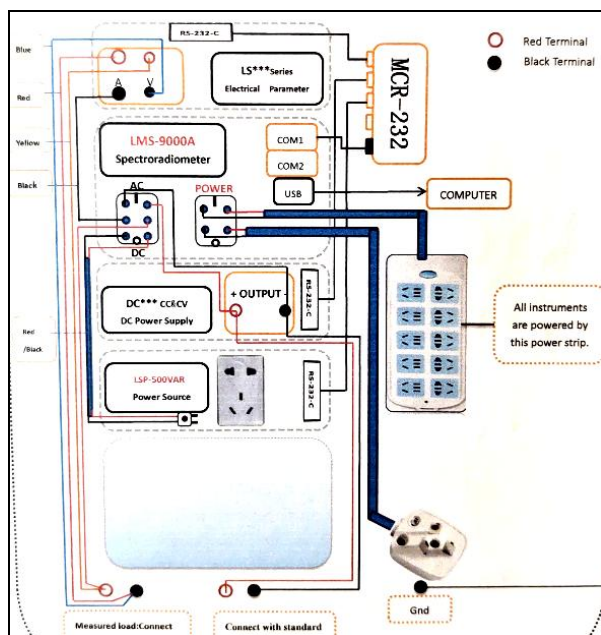 RS-232-C
Red Terminal
Black Terminal
Blue
A V
LS***Series
Electrical Parameter
MCR-232
Red
Yellow
LMS-9000A
Spectroradiometer
COM1
COM2
Black
AC
POWER
USB
COMPUTER
DC
DC*** CC&CV
DC Power Supply
+ OUTPUT -
RS-232-C
All instruments
are powered by
this power strip.
Red
/Black
LSP-500VAR
Power Source
RS-232-C
Gnd
Measured load:Connect
Connect with standard